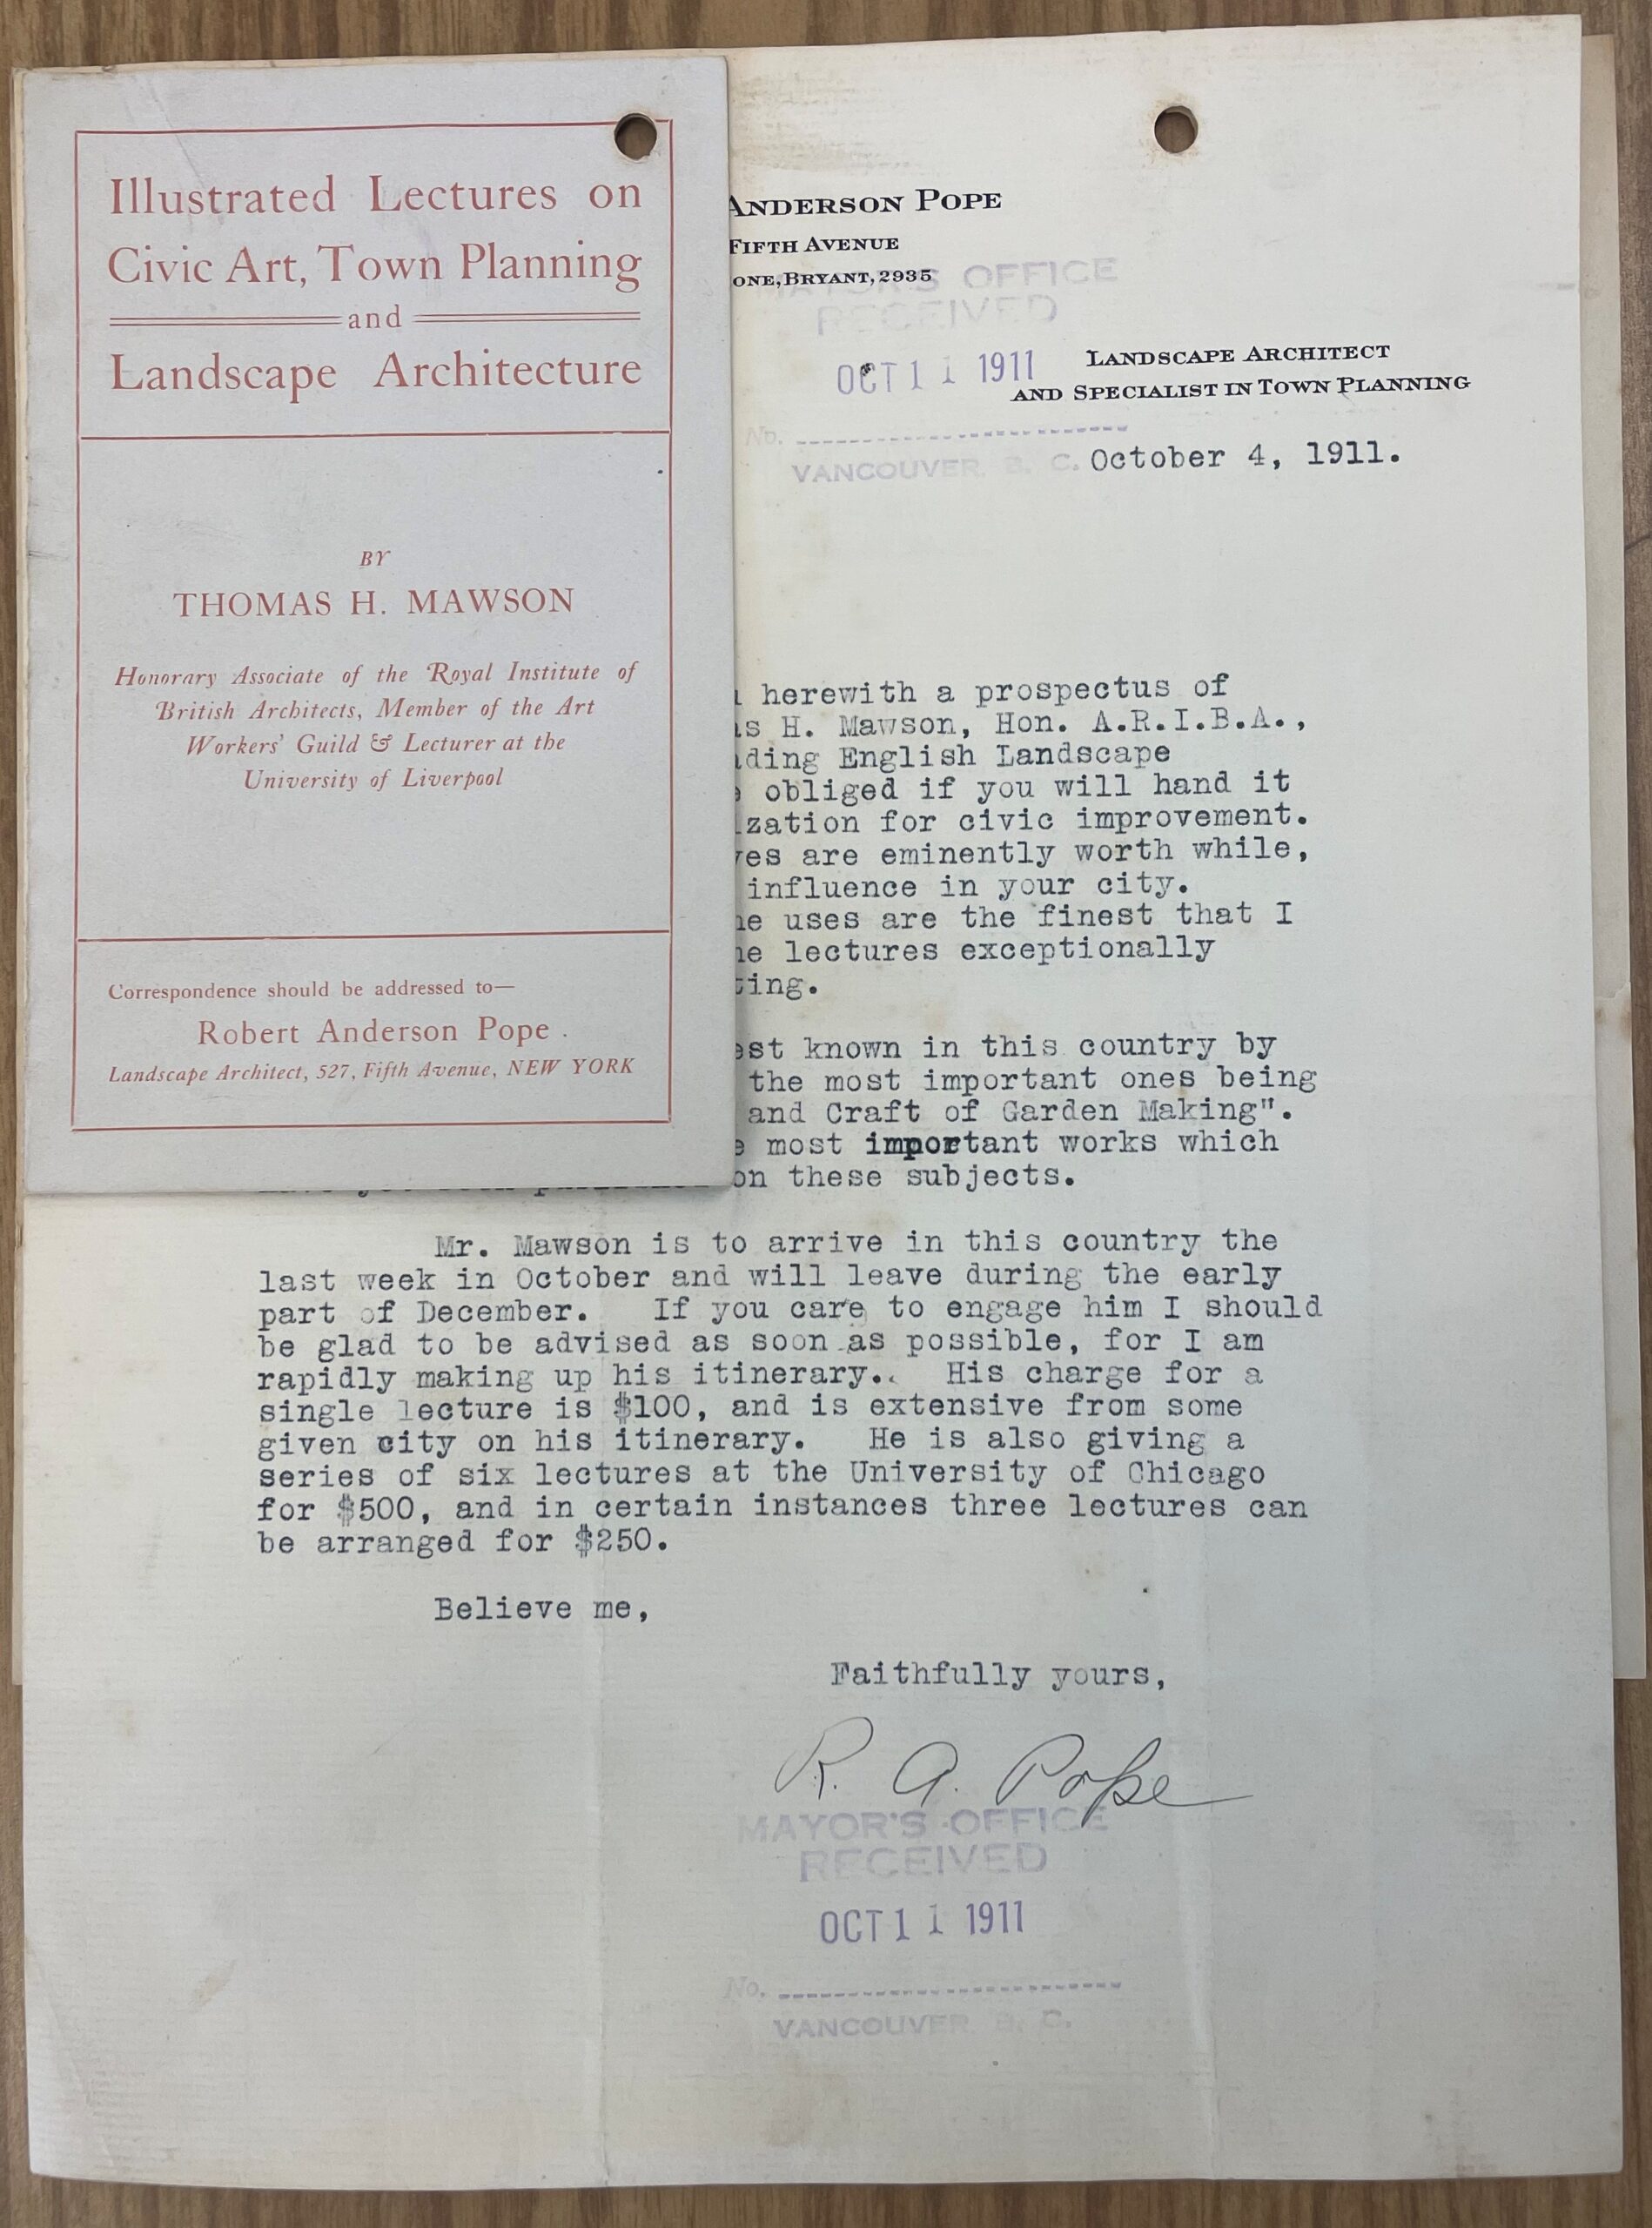 Illustrated Lectures on
Civic Art, Town Planning
and
Landscape Architecture
BY
THOMAS H. MAWSON
Honorary Associate of the Royal Institute of
British Architects, Member of the Art
Workers' Guild & Lecturer at the
University of Liverpool
Correspondence should be addressed to—
Robert Anderson Pope.
Landscape Architect, 527, Fifth Avenue, NEW YORK
ANDERSON POPE
FIFTH AVENUE
ONE, BRYANT, 2935
MAYOR'S OFFICE
RECEIVED
OCT 11 1911
LANDSCAPE ARCHITECT
AND SPECIALIST IN TOWN PLANNING
No.
VANCOUVER, B. C.
October 4, 1911.
herewith a prospectus of
s H. Mawson, Hon. A.R.I.B.A.,
ding English Landscape
obliged if you will hand it
zation for civic improvement.
es are eminently worth while,
influence in your city.
he uses are the finest that I
he lectures exceptionally
ting.
est known in this country by
the most important ones being
and Craft of Garden Making".
most important works which
on these subjects.
Mr. Mawson is to arrive in this country the
last week in October and will leave during the early
part of December. If you care to engage him I should
be glad to be advised as soon as possible, for I am
rapidly making up his itinerary.. His charge for a
single lecture is $100, and is extensive from some
given city on his itinerary. He is also giving a
series of six lectures at the University of Chicago
for $500, and in certain instances three lectures can
be arranged for $250.
Believe me,
Faithfully yours,
R. A. Pope
MAYOR'S OFFICE
RECEIVED
OCT 11 1911
No.
VANCOUVER, B. C.